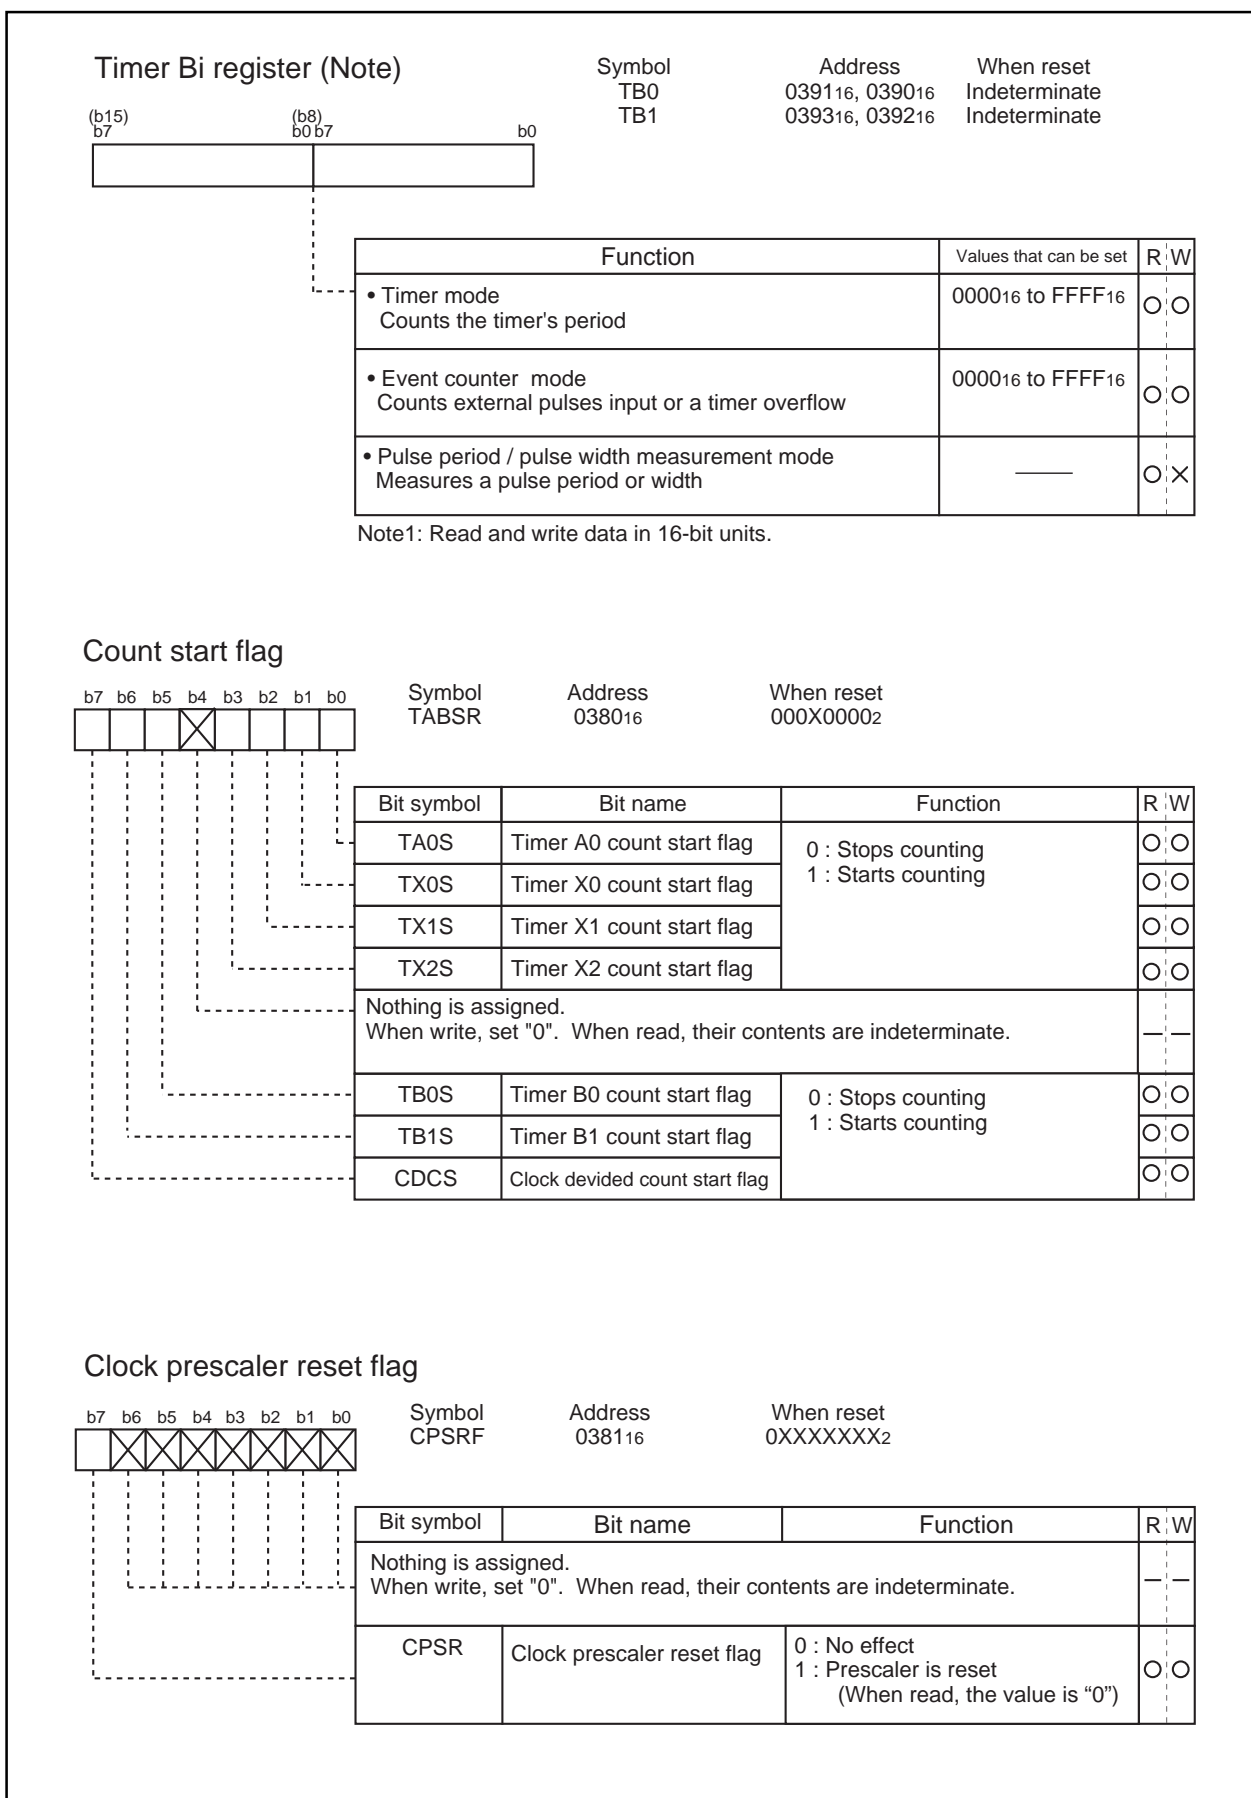 Timer Bi register (Note)
Symbol Address When reset
TB0 039116, 039016 Indeterminate
TB1 039316, 039216 Indeterminate
(b15) (b8)
b7 b0 b7 b0
Function Values that can be set R W
• Timer mode 000016 to FFFF16
Counts the timer's period
• Event counter mode 000016 to FFFF16
Counts external pulses input or a timer overflow
• Pulse period / pulse width measurement mode
Measures a pulse period or width
Note1: Read and write data in 16-bit units.
Count start flag
b7 b6 b5 b4 b3 b2 b1 b0
Symbol Address When reset
TABSR 038016 000X00002
Bit symbol Bit name Function R W
TA0S Timer A0 count start flag 0 : Stops counting
1 : Starts counting
TX0S Timer X0 count start flag
TX1S Timer X1 count start flag
TX2S Timer X2 count start flag
Nothing is assigned.
When write, set "0". When read, their contents are indeterminate.
TB0S Timer B0 count start flag 0 : Stops counting
1 : Starts counting
TB1S Timer B1 count start flag
CDCS Clock devided count start flag
Clock prescaler reset flag
b7 b6 b5 b4 b3 b2 b1 b0
Symbol Address When reset
CPSRF 038116 0XXXXXXX2
Bit symbol Bit name Function R W
Nothing is assigned.
When write, set "0". When read, their contents are indeterminate.
CPSR Clock prescaler reset flag 0 : No effect
1 : Prescaler is reset
(When read, the value is “0”)